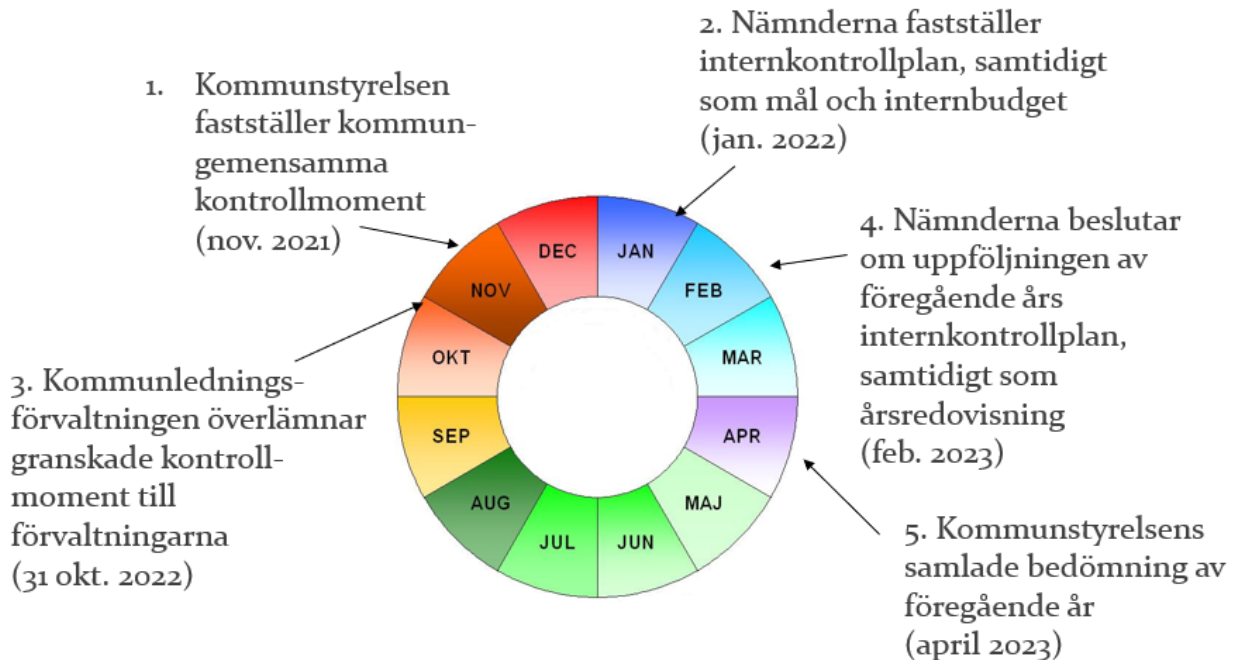 1. Kommunstyrelsen
fastställer kommun-
gemensamma
kontrollmoment
(nov. 2021)
2. Nämnderna fastställer
internkontrollplan, samtidigt
som mål och internbudget
(jan. 2022)
3. Kommunlednings-
förvaltningen överlämnar
granskade kontroll-
moment till
förvaltningarna
(31 okt. 2022)
4. Nämnderna beslutar
om uppföljningen av
föregående års
internkontrollplan,
samtidigt som
årsredovisning
(feb. 2023)
5. Kommunstyrelsens
samlade bedömning av
föregående år
(april 2023)
JAN
FEB
MAR
APR
MAJ
JUN
JUL
AUG
SEP
OKT
NOV
DEC